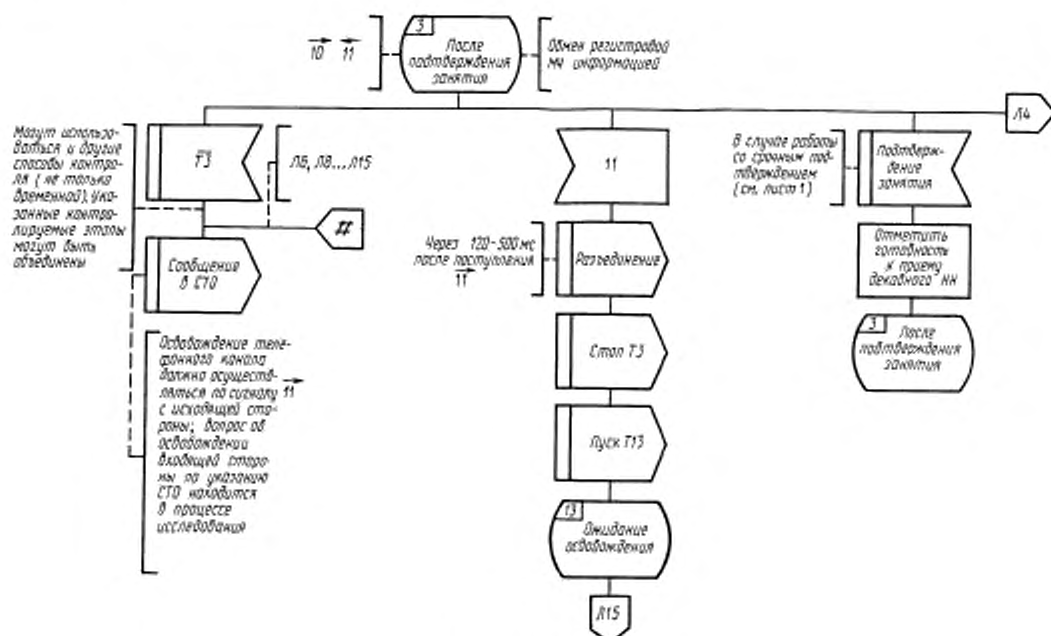 3
После
подтверждения
занятия
10 11
Обмен регистровой
МЧ информацией
Л4
Могут использо-
ваться и другие
способы контро-
ля (не только
временной); ука-
занные контро-
лируемые этапы
могут быть
объединены
Т3
Л6, Л8...Л15
Сообщение
в СТО
Освобождение теле-
фонного канала
должно осуществ-
ляться по сигналу 11
с исходящей сто-
роны; вопрос об
освобождении
входящей сторо-
мы по указанию
СТО находится
в процессе
исследования
11
Через 120-500 мс
после поступления
11
Разъединение
Стоп Т3
Пуск Т13
13
Ожидание
освобождения
Л15
В случае работы
со срочным под-
тверждением
(см. лист 1)
Подтверж-
дение
занятия
Отметить
готовность
к приему
декадного НН
3
После
подтверждения
занятия